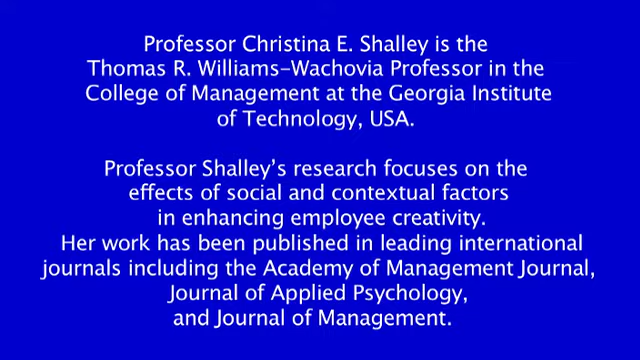 Professor Christina E. Shalley is the
Thomas R. Williams-Wachovia Professor in the
College of Management at the Georgia Institute
of Technology, USA.
Professor Shalley's research focuses on the
effects of social and contextual factors
in enhancing employee creativity.
Her work has been published in leading international
journals including the Academy of Management Journal,
Journal of Applied Psychology,
and Journal of Management.